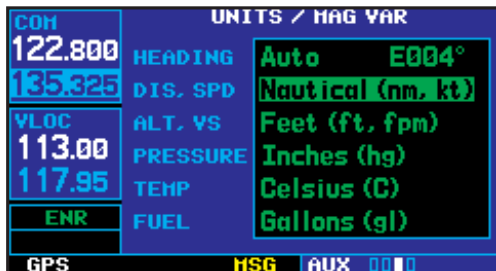 COM
122.800
135.325
VLOC
113.00
117.95
ENR
GPS
UNITS / MAG VAR
HEADING Auto E004°
DIS, SPD Nautical (nm, kt)
ALT, VS Feet (ft, fpm)
PRESSURE Inches (hg)
TEMP Celsius (C)
FUEL Gallons (gl)
MSG AUX